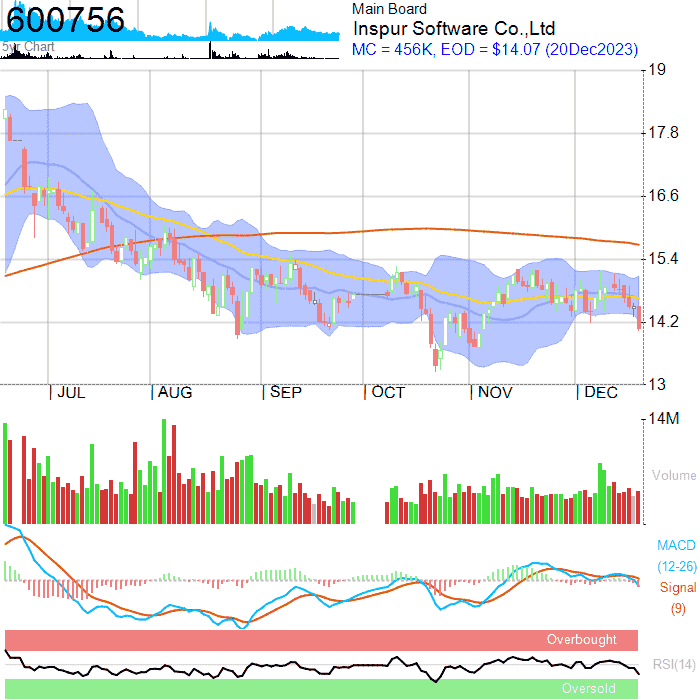 600756
5yr Chart
Main Board
Inspur Software Co.,Ltd
MC = 456K, EOD = $14.07 (20Dec2023)
19
17.8
16.6
15.4
14.2
13
JUL AUG SEP OCT NOV DEC
14M
Volume
MACD
(12-26)
Signal
(9)
Overbought
RSI(14)
Oversold